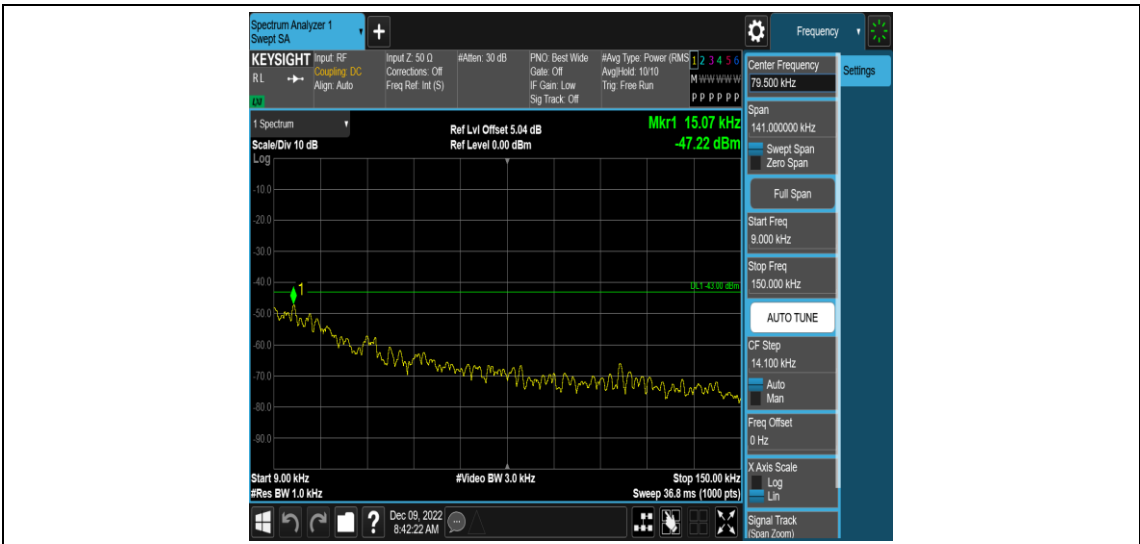 Spectrum Analyzer 1
Swept SA
Frequency
KEYSIGHT
RL
LXI
Input: RF
Coupling: DC
Align: Auto
Input Z: 50 Ω
Corrections: Off
Freq Ref: Int (S)
#Atten: 30 dB
PNO: Best Wide
Gate: Off
IF Gain: Low
Sig Track: Off
#Avg Type: Power (RMS
Avg|Hold: 10/10
Trig: Free Run
1 2 3 4 5 6
M W W W W W
P P P P P P
1 Spectrum
Scale/Div 10 dB
Ref Lvl Offset 5.04 dB
Ref Level 0.00 dBm
Mkr1 15.07 kHz
-47.22 dBm
Log
-10.0
-20.0
-30.0
-40.0
-50.0
-60.0
-70.0
-80.0
-90.0
1
DL1 -43.00 dBm
Start 9.00 kHz
#Res BW 1.0 kHz
#Video BW 3.0 kHz
Stop 150.00 kHz
Sweep 36.8 ms (1000 pts)
Dec 09, 2022
8:42:22 AM
?
Center Frequency
79.500 kHz
Settings
Span
141.000000 kHz
Swept Span
Zero Span
Full Span
Start Freq
9.000 kHz
Stop Freq
150.000 kHz
AUTO TUNE
CF Step
14.100 kHz
Auto
Man
Freq Offset
0 Hz
X Axis Scale
Log
Lin
Signal Track
(Span Zoom)